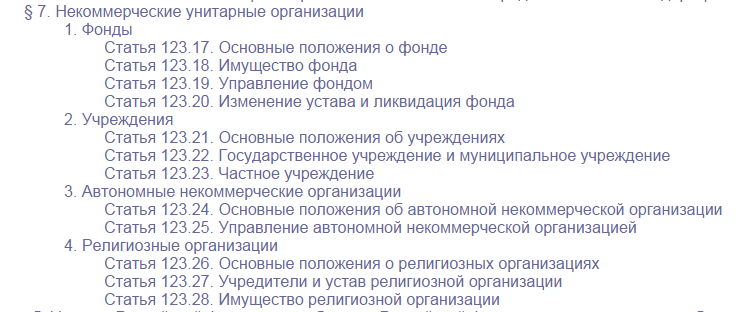 § 7. Некоммерческие унитарные организации
1. Фонды
Статья 123.17. Основные положения о фонде
Статья 123.18. Имущество фонда
Статья 123.19. Управление фондом
Статья 123.20. Изменение устава и ликвидация фонда
2. Учреждения
Статья 123.21. Основные положения об учреждениях
Статья 123.22. Государственное учреждение и муниципальное учреждение
Статья 123.23. Частное учреждение
3. Автономные некоммерческие организации
Статья 123.24. Основные положения об автономной некоммерческой организации
Статья 123.25. Управление автономной некоммерческой организацией
4. Религиозные организации
Статья 123.26. Основные положения о религиозных организациях
Статья 123.27. Учредители и устав религиозной организации
Статья 123.28. Имущество религиозной организации